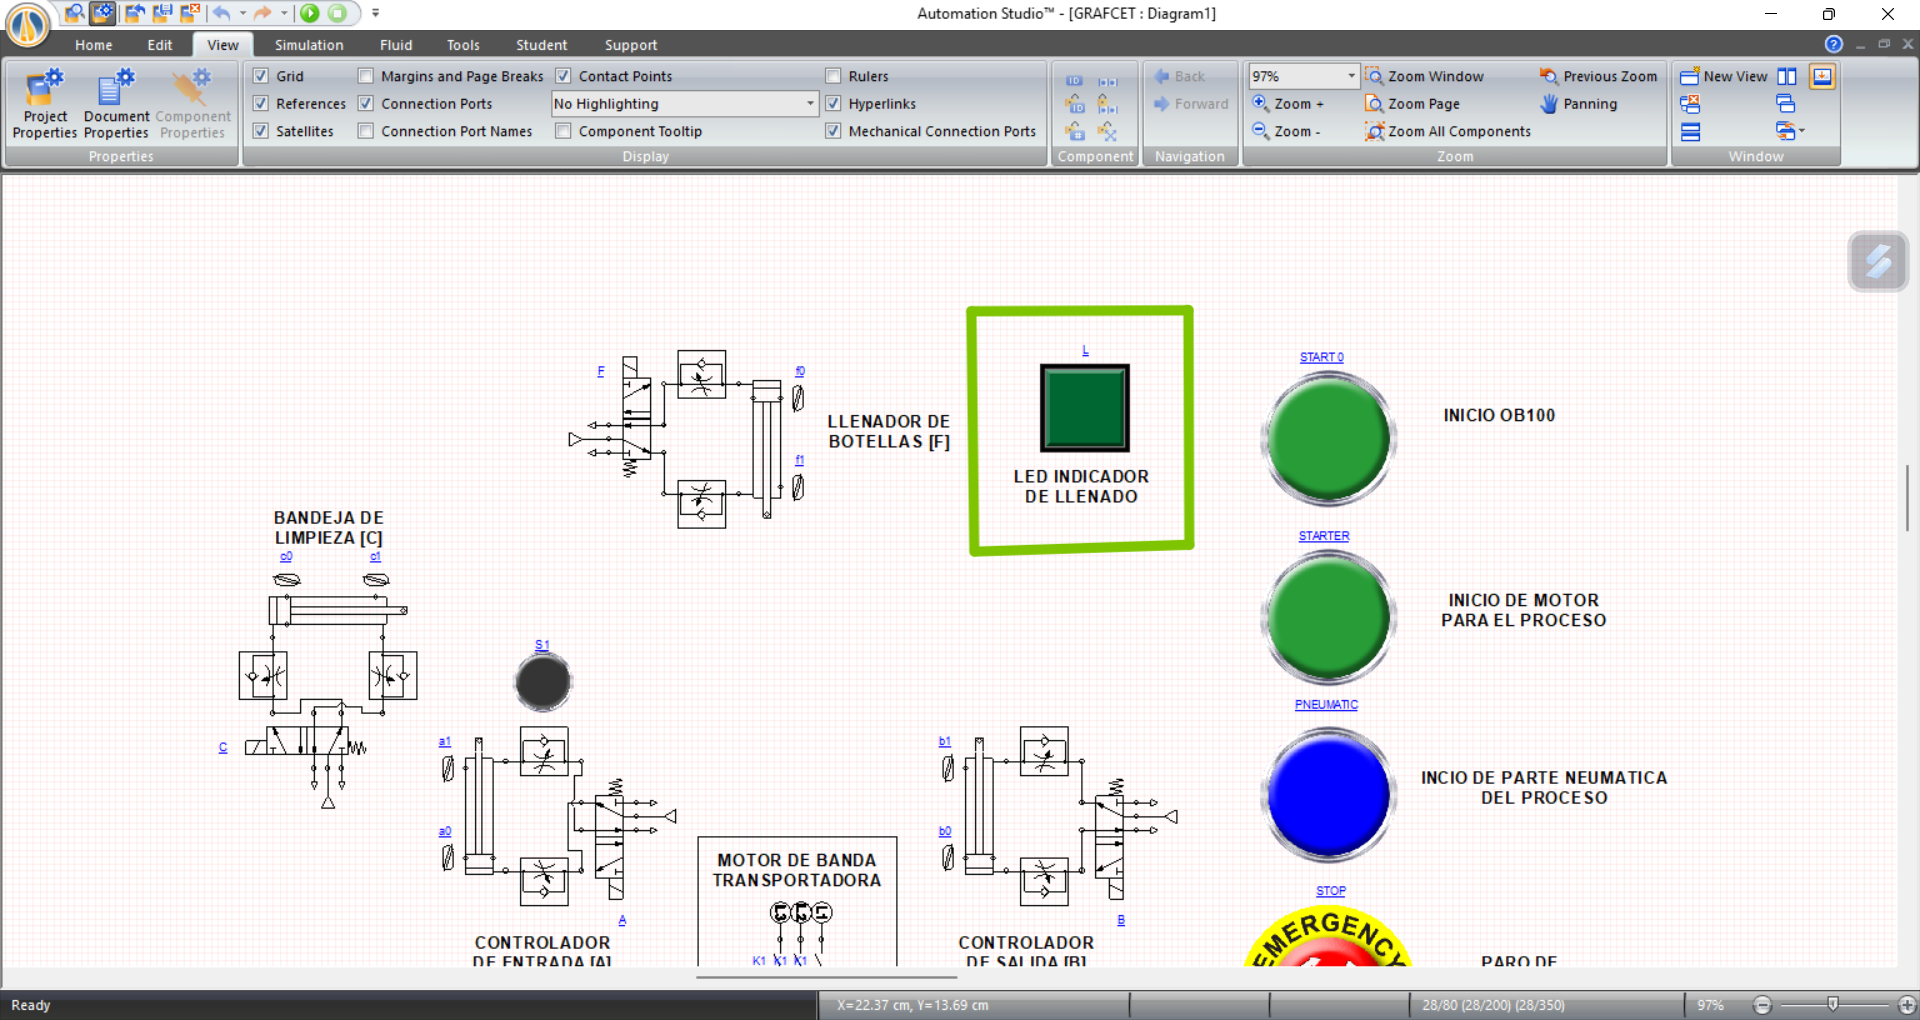 Automation Studio™ - [GRAFCET : Diagram1]
Home Edit View Simulation Fluid Tools Student Support
Project Properties
Document Properties
Component Properties
Properties
Grid
References
Satellites
Margins and Page Breaks
Connection Ports
Connection Port Names
Contact Points
No Highlighting
Component Tooltip
Rulers
Hyperlinks
Mechanical Connection Ports
Display
Component
Back
Forward
Navigation
97%
Zoom +
Zoom -
Zoom Window
Zoom Page
Zoom All Components
Previous Zoom
Panning
Zoom
New View
Window
F
f0
f1
LLENADOR DE
BOTELLAS [F]
L
LED INDICADOR
DE LLENADO
START 0
INICIO OB100
BANDEJA DE
LIMPIEZA [C]
c0 c1
C
STARTER
INICIO DE MOTOR
PARA EL PROCESO
S1
PNEUMATIC
INCIO DE PARTE NEUMATICA
DEL PROCESO
a1
a0
A
CONTROLADOR
DE ENTRADA [A]
MOTOR DE BANDA
TRANSPORTADORA
L3 L2 L1
K1 K1 K1
b1
b0
B
CONTROLADOR
DE SALIDA [B]
STOP
EMERGENCY
PARO DE
Ready
X=22.37 cm, Y=13.69 cm
28/80 (28/200) (28/350)
97%